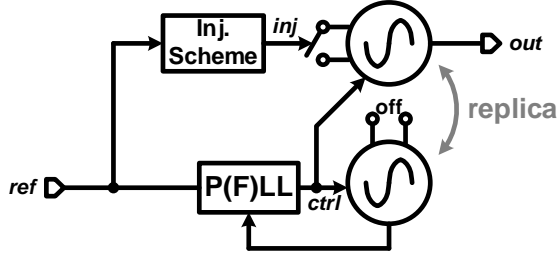 Inj.
Scheme
inj
out
off
replica
ref
P(F)LL
ctrl